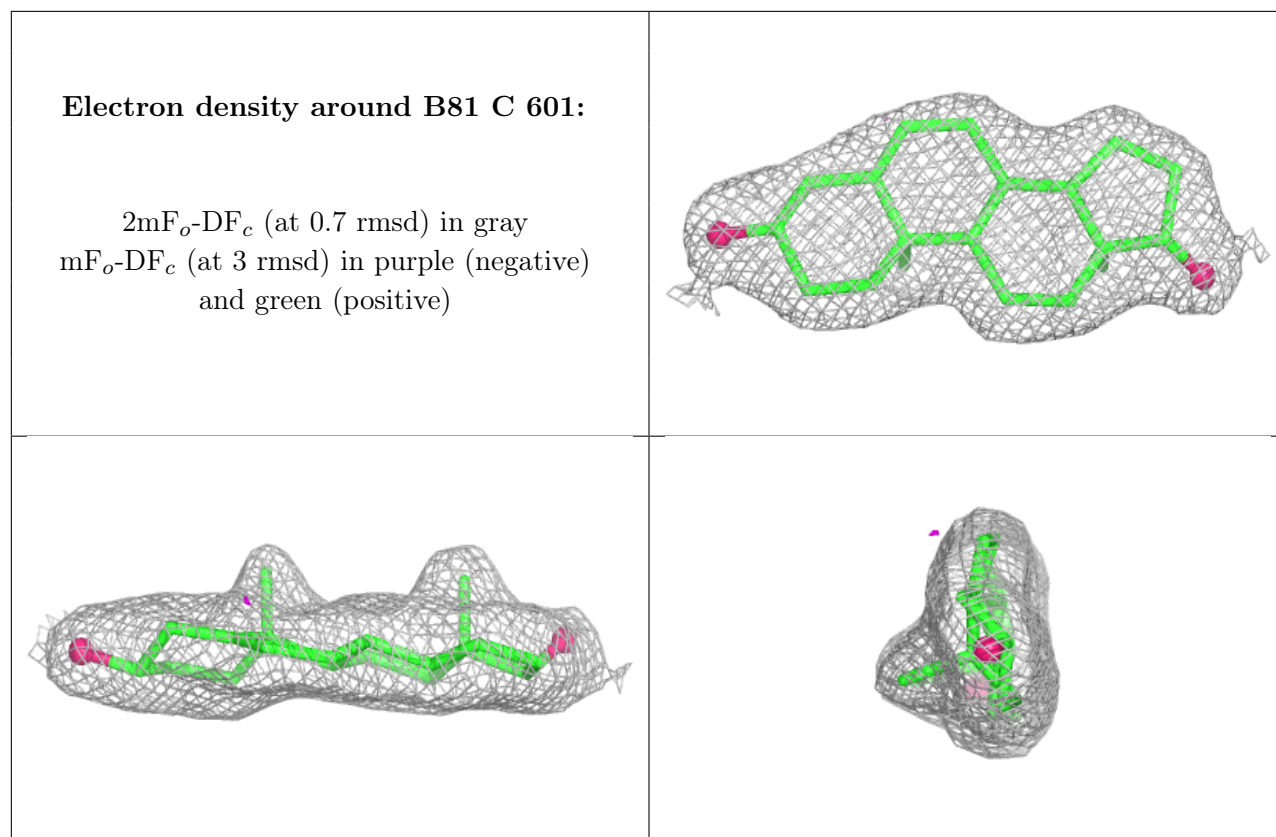 Electron density around B81 C 601:
2mFo-DFc (at 0.7 rmsd) in gray
mFo-DFc (at 3 rmsd) in purple (negative)
and green (positive)